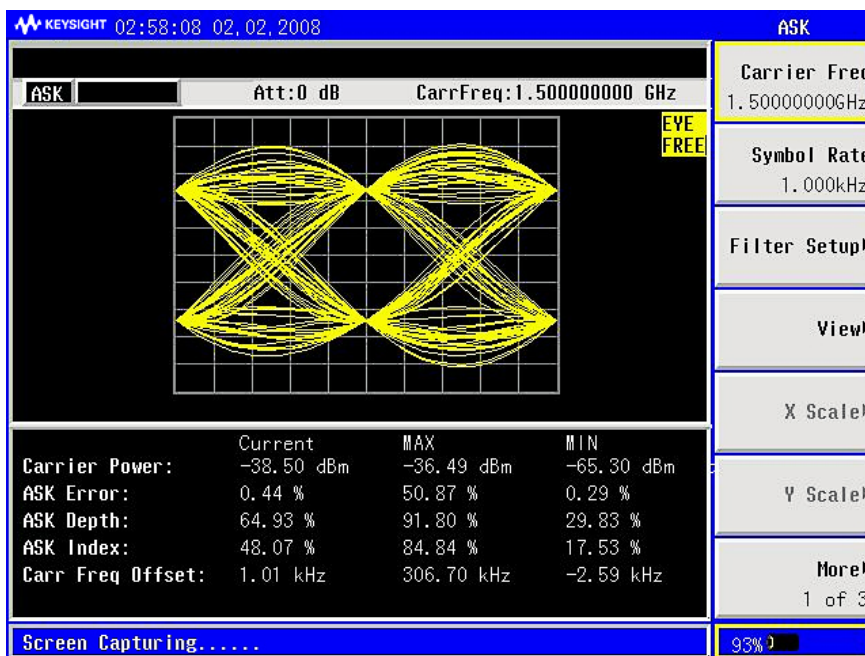 KEYSIGHT 02:58:08 02,02,2008
ASK
ASK Att:0 dB CarrFreq:1.500000000 GHz
EYE
FREE
Carrier Power:
ASK Error:
ASK Depth:
ASK Index:
Carr Freq Offset:
Current
-38.50 dBm
0.44 %
64.93 %
48.07 %
1.01 kHz
MAX
-36.49 dBm
50.87 %
91.80 %
84.84 %
306.70 kHz
MIN
-65.30 dBm
0.29 %
29.83 %
17.53 %
-2.59 kHz
Screen Capturing......
Carrier Freq
1.50000000GHz
Symbol Rate
1.000kHz
Filter Setup
View
X Scale
Y Scale
More
1 of 3
93%